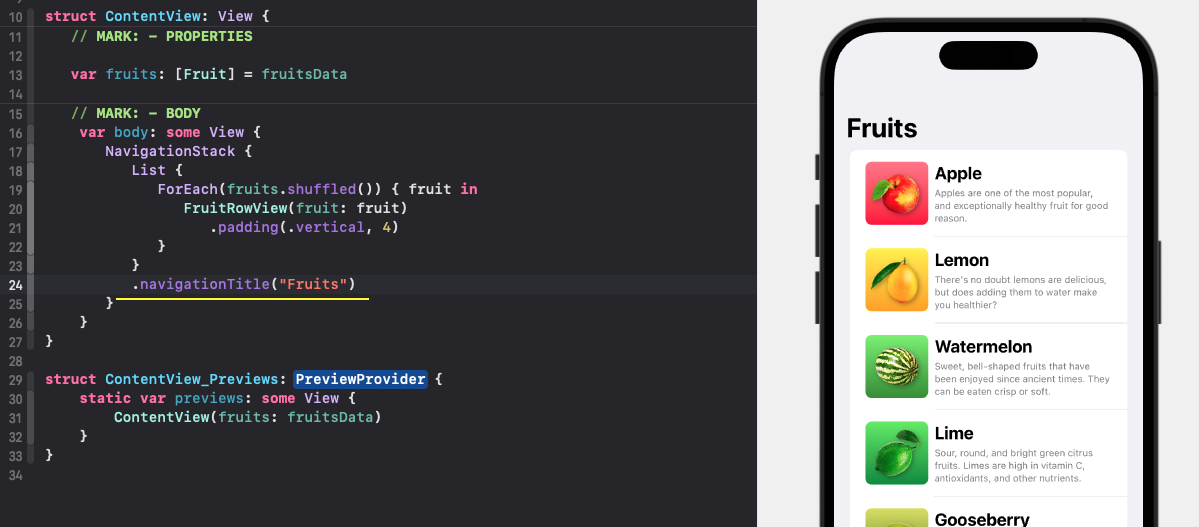 10 struct ContentView: View {
11 // MARK: - PROPERTIES
12
13 var fruits: [Fruit] = fruitsData
14
15 // MARK: - BODY
16 var body: some View {
17 NavigationStack {
18 List {
19 ForEach(fruits.shuffled()) { fruit in
20 FruitRowView(fruit: fruit)
21 .padding(.vertical, 4)
22 }
23 }
24 .navigationTitle("Fruits")
25 }
26 }
27 }
28
29 struct ContentView_Previews: PreviewProvider {
30 static var previews: some View {
31 ContentView(fruits: fruitsData)
32 }
33 }
34
Fruits
Apple
Apples are one of the most popular,
and exceptionally healthy fruit for good
reason.
Lemon
There's no doubt lemons are delicious,
but does adding them to water make
you healthier?
Watermelon
Sweet, bell-shaped fruits that have
been enjoyed since ancient times. They
can be eaten crisp or soft.
Lime
Sour, round, and bright green citrus
fruits. Limes are high in vitamin C,
antioxidants, and other nutrients.
Gooseberry